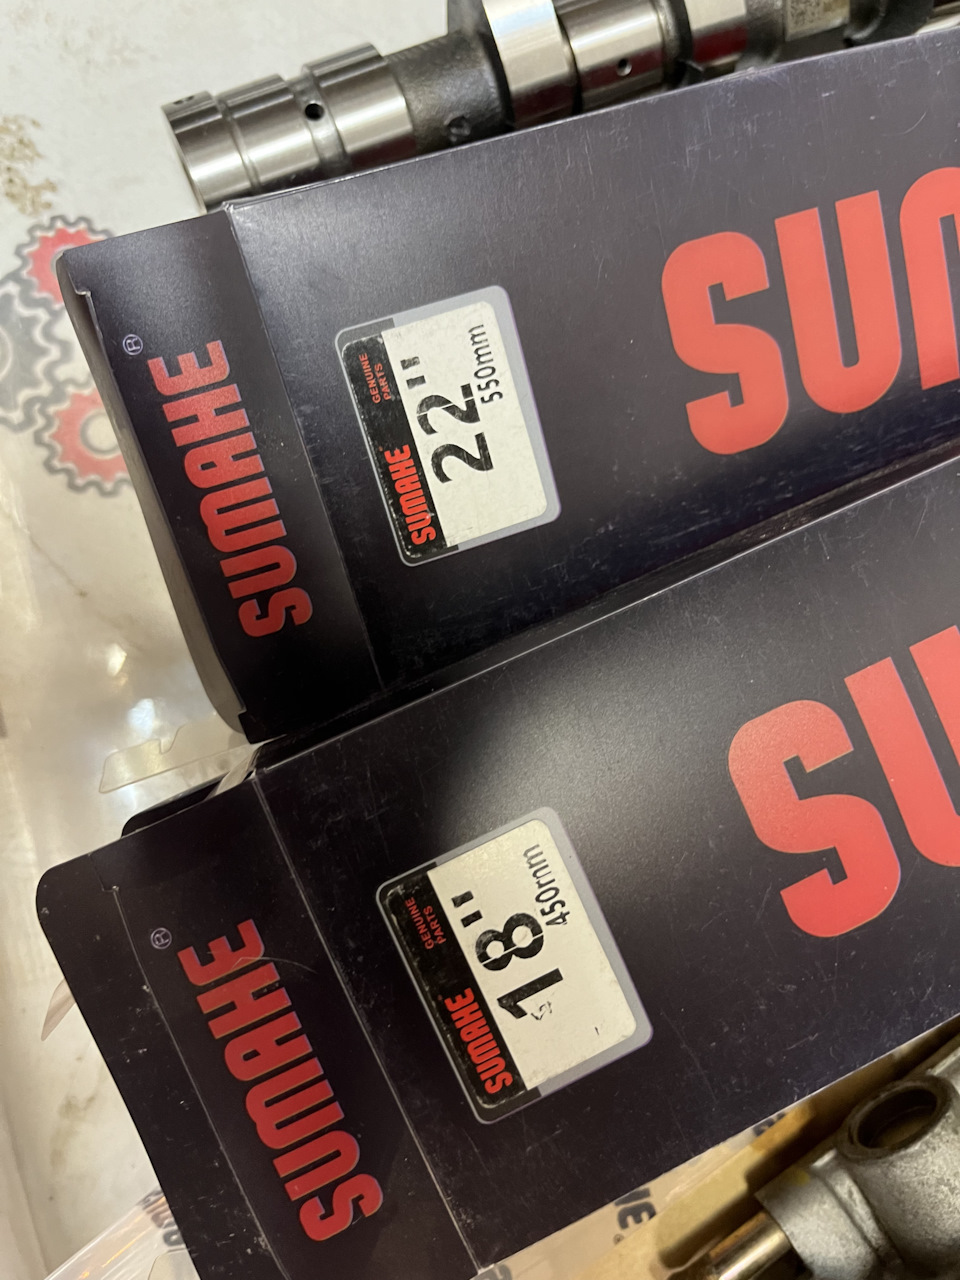 SUMAHE®
SUMAHE GENUINE PARTS
22"
550mm
SUM
SUMAHE®
SUMAHE GENUINE PARTS
18"
450mm
SU